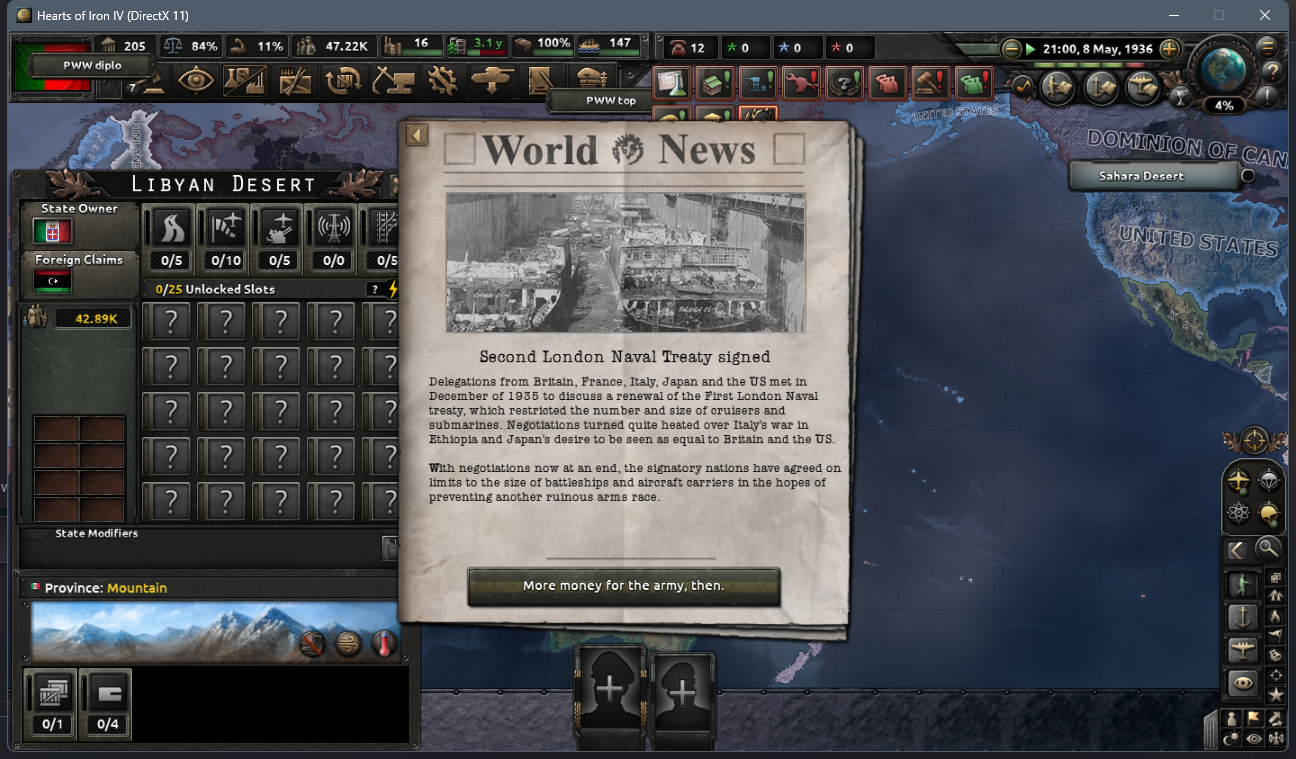 Hearts of Iron IV (DirectX 11)
205
84%
11%
47.22K
16
3.1 y
100%
147
12
0
0
0
21:00, 8 May, 1936
PWW diplo
7
PWW top
4%
World News
DOMINION OF CAN
UNITED STATES
Sahara Desert
UNITED STATES
MEXICO
LIBYAN DESERT
State Owner
Foreign Claims
0/5
0/10
0/5
0/0
0/5
0/25 Unlocked Slots
?
42.89K
? ? ? ? ?
? ? ? ? ?
? ? ? ? ?
? ? ? ? ?
? ? ? ? ?
Second London Naval Treaty signed
Delegations from Britain, France, Italy, Japan and the US met in
December of 1935 to discuss a renewal of the First London Naval
treaty, which restricted the number and size of cruisers and
submarines. Negotiations turned quite heated over Italy's war in
Ethiopia and Japan's desire to be seen as equal to Britain and the US.
With negotiations now at an end, the signatory nations have agreed on
limits to the size of battleships and aircraft carriers in the hopes of
preventing another ruinous arms race.
More money for the army, then.
State Modifiers
Province: Mountain
0/1
0/4